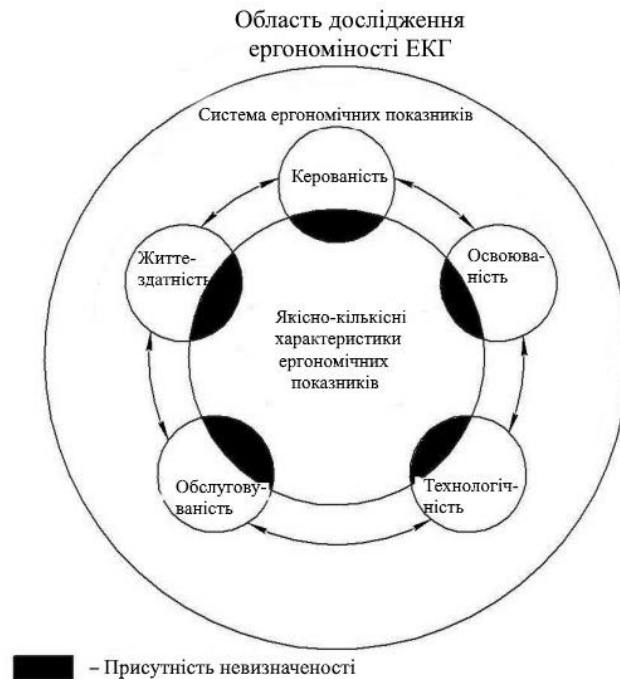 Область дослідження
ергономіності ЕКГ
Система ергономічних показників
Керованість
Життє-
здатність
Освоюва-
ність
Якісно-кількісні
характеристики
ергономічних
показників
Обслугову-
ваність
Технологіч-
ність
– Присутність невизначеності